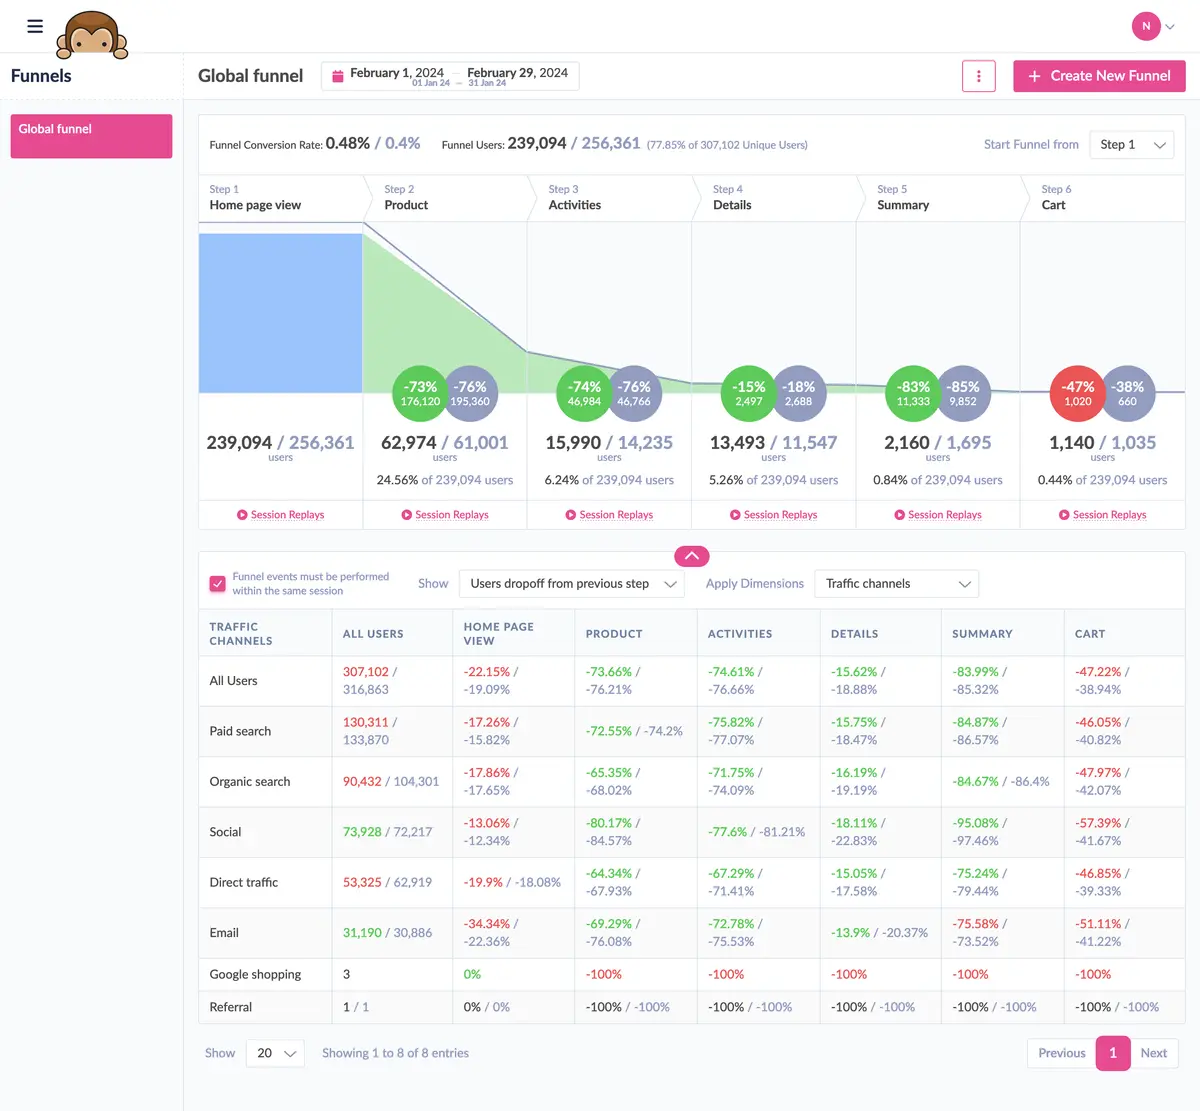 N
Funnels
Global funnel
February 1, 2024 – February 29, 2024
01 Jan 24 – 31 Jan 24
+ Create New Funnel
Global funnel
Funnel Conversion Rate: 0.48% / 0.4% Funnel Users: 239,094 / 256,361 (77.85% of 307,102 Unique Users)
Start Funnel from Step 1
Step 1 Step 2 Step 3 Step 4 Step 5 Step 6
Home page view Product Activities Details Summary Cart
-73% -76% -74% -76% -15% -18% -83% -85% -47% -38%
176,120 195,360 46,984 46,766 2,497 2,688 11,333 9,852 1,020 660
239,094 / 256,361 62,974 / 61,001 15,990 / 14,235 13,493 / 11,547 2,160 / 1,695 1,140 / 1,035
users users users users users users
24.56% of 239,094 users 6.24% of 239,094 users 5.26% of 239,094 users 0.84% of 239,094 users 0.44% of 239,094 users
Session Replays Session Replays Session Replays Session Replays Session Replays Session Replays
Funnel events must be performed
within the same session
Show Users dropoff from previous step Apply Dimensions Traffic channels
TRAFFIC CHANNELS ALL USERS HOME PAGE VIEW PRODUCT ACTIVITIES DETAILS SUMMARY CART
All Users 307,102 / 316,863 -22.15% / -19.09% -73.66% / -76.21% -74.61% / -76.66% -15.62% / -18.88% -83.99% / -85.32% -47.22% / -38.94%
Paid search 130,311 / 133,870 -17.26% / -15.82% -72.55% / -74.2% -75.82% / -77.07% -15.75% / -18.47% -84.87% / -86.57% -46.05% / -40.82%
Organic search 90,432 / 104,301 -17.86% / -17.65% -65.35% / -68.02% -71.75% / -74.09% -16.19% / -19.19% -84.67% / -86.4% -47.97% / -42.07%
Social 73,928 / 72,217 -13.06% / -12.34% -80.17% / -84.57% -77.6% / -81.21% -18.11% / -22.83% -95.08% / -97.46% -57.39% / -41.67%
Direct traffic 53,325 / 62,919 -19.9% / -18.08% -64.34% / -67.93% -67.29% / -71.41% -15.05% / -17.58% -75.24% / -79.44% -46.85% / -39.33%
Email 31,190 / 30,886 -34.34% / -22.36% -69.29% / -76.08% -72.78% / -75.53% -13.9% / -20.37% -75.58% / -73.52% -51.11% / -41.22%
Google shopping 3 0% -100% -100% -100% -100% -100%
Referral 1 / 1 0% / 0% -100% / -100% -100% / -100% -100% / -100% -100% / -100% -100% / -100%
Show 20 Showing 1 to 8 of 8 entries
Previous 1 Next